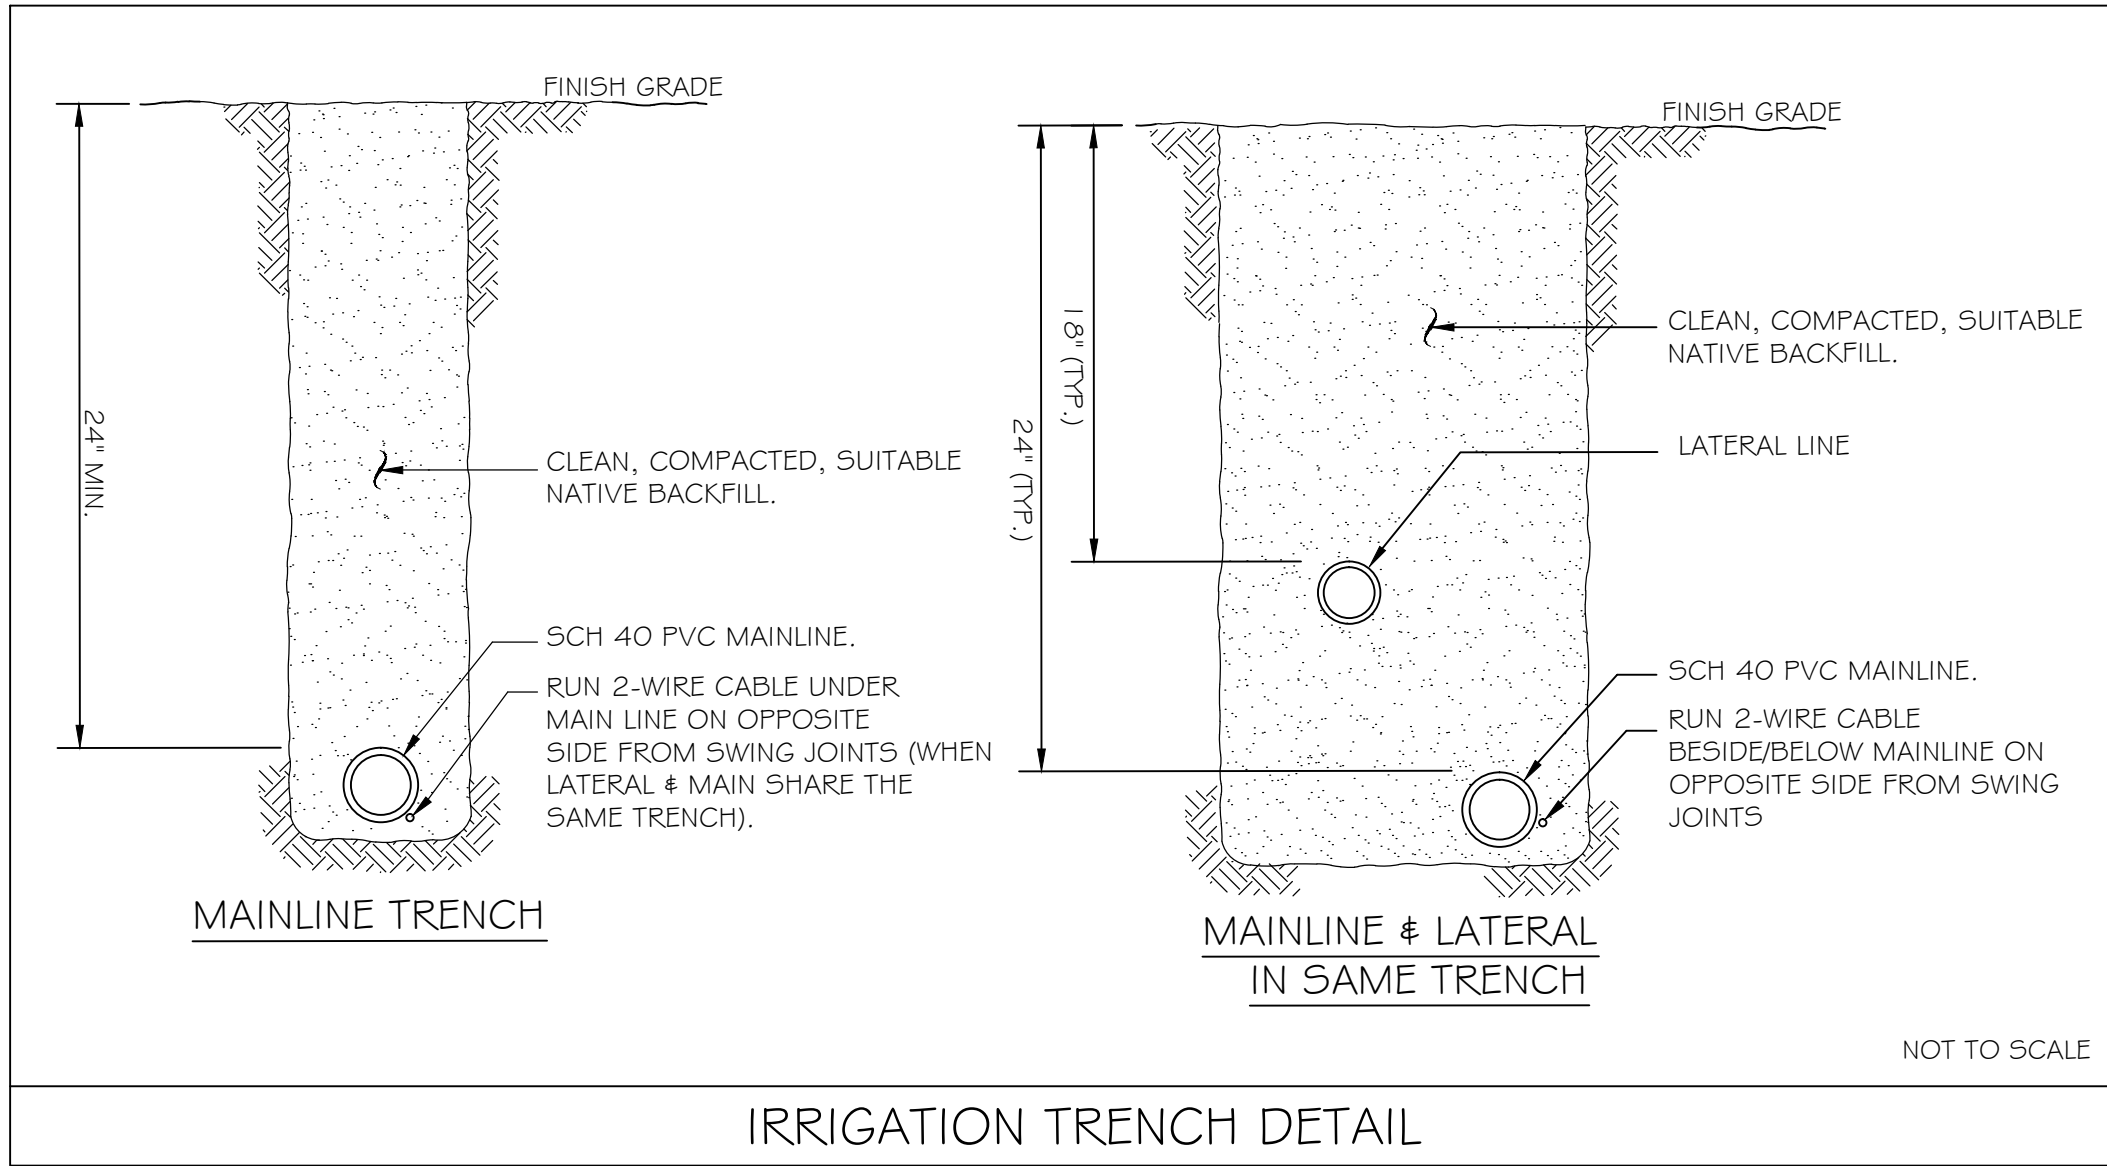 FINISH GRADE
24" MIN.
CLEAN, COMPACTED, SUITABLE
NATIVE BACKFILL.
SCH 40 PVC MAINLINE.
RUN 2-WIRE CABLE UNDER
MAIN LINE ON OPPOSITE
SIDE FROM SWING JOINTS (WHEN
LATERAL & MAIN SHARE THE
SAME TRENCH).
MAINLINE TRENCH
FINISH GRADE
18" (TYP.)
24" (TYP.)
CLEAN, COMPACTED, SUITABLE
NATIVE BACKFILL.
LATERAL LINE
SCH 40 PVC MAINLINE.
RUN 2-WIRE CABLE
BESIDE/BELOW MAINLINE ON
OPPOSITE SIDE FROM SWING
JOINTS
MAINLINE & LATERAL
IN SAME TRENCH
NOT TO SCALE
IRRIGATION TRENCH DETAIL